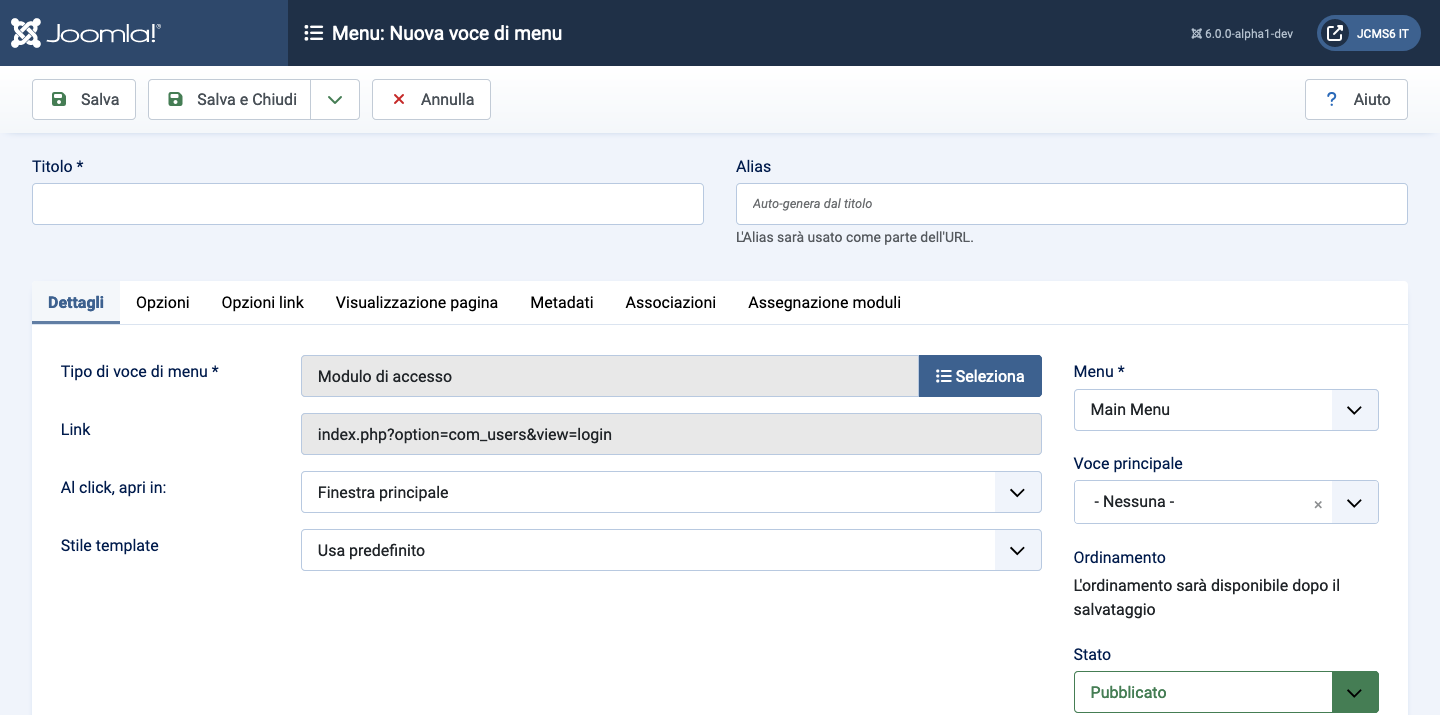 Joomla!®
Menu: Nuova voce di menu
6.0.0-alpha1-dev
JCMS6 IT
Salva
Salva e Chiudi
Annulla
? Aiuto
Titolo *
Alias
Auto-genera dal titolo
L'Alias sarà usato come parte dell'URL.
Dettagli
Opzioni
Opzioni link
Visualizzazione pagina
Metadati
Associazioni
Assegnazione moduli
Tipo di voce di menu *
Modulo di accesso
Seleziona
Link
index.php?option=com_users&view=login
Al click, apri in:
Finestra principale
Stile template
Usa predefinito
Menu *
Main Menu
Voce principale
- Nessuna -
×
Ordinamento
L'ordinamento sarà disponibile dopo il
salvataggio
Stato
Pubblicato